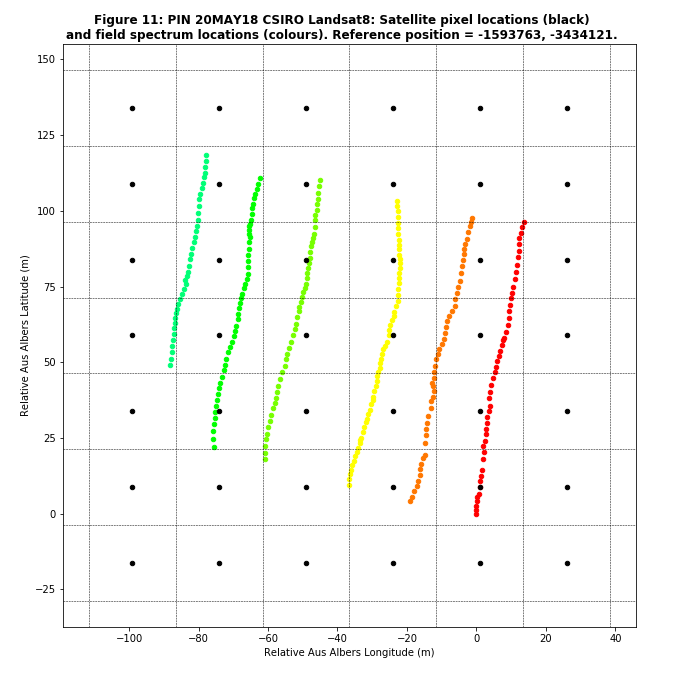 Figure 11: PIN 20MAY18 CSIRO Landsat8: Satellite pixel locations (black)
and field spectrum locations (colours). Reference position = -1593763, -3434121.
150
125
100
75
50
25
0
−25
Relative Aus Albers Latitude (m)
−100 −80 −60 −40 −20 0 20 40
Relative Aus Albers Longitude (m)